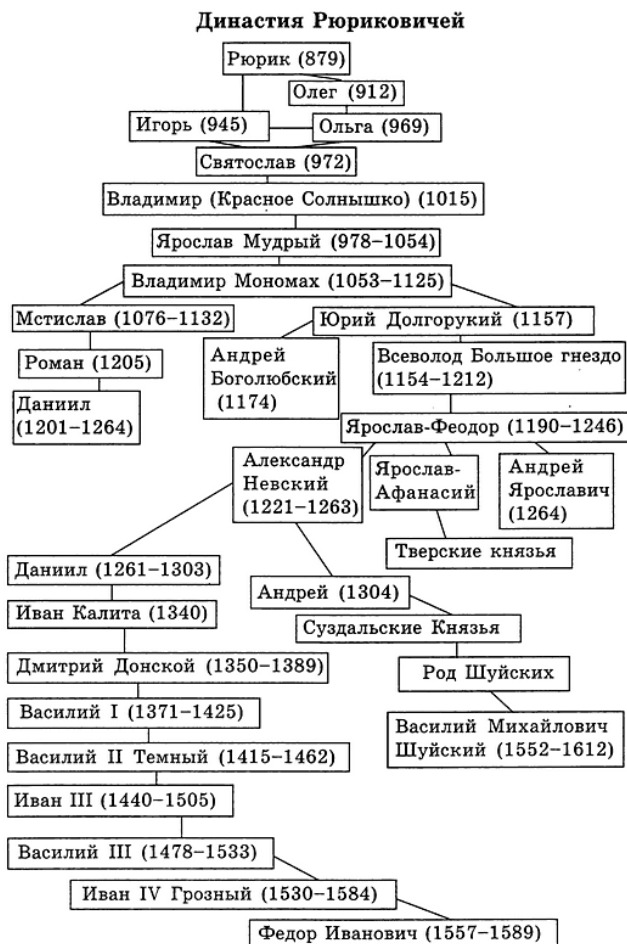 Династия Рюриковичей
Рюрик (879)
Олег (912)
Игорь (945)
Ольга (969)
Святослав (972)
Владимир (Красное Солнышко) (1015)
Ярослав Мудрый (978–1054)
Владимир Мономах (1053–1125)
Мстислав (1076–1132)
Юрий Долгорукий (1157)
Роман (1205)
Андрей
Боголюбский
(1174)
Всеволод Большое гнездо
(1154–1212)
Даниил
(1201–1264)
Ярослав-Феодор (1190–1246)
Александр
Невский
(1221–1263)
Ярослав-
Афанасий
Андрей
Ярославич
(1264)
Тверские князья
Даниил (1261–1303)
Андрей (1304)
Иван Калита (1340)
Суздальские Князья
Дмитрий Донской (1350–1389)
Род Шуйских
Василий I (1371–1425)
Василий Михайлович
Шуйский (1552–1612)
Василий II Темный (1415–1462)
Иван III (1440–1505)
Василий III (1478–1533)
Иван IV Грозный (1530–1584)
Федор Иванович (1557–1589)